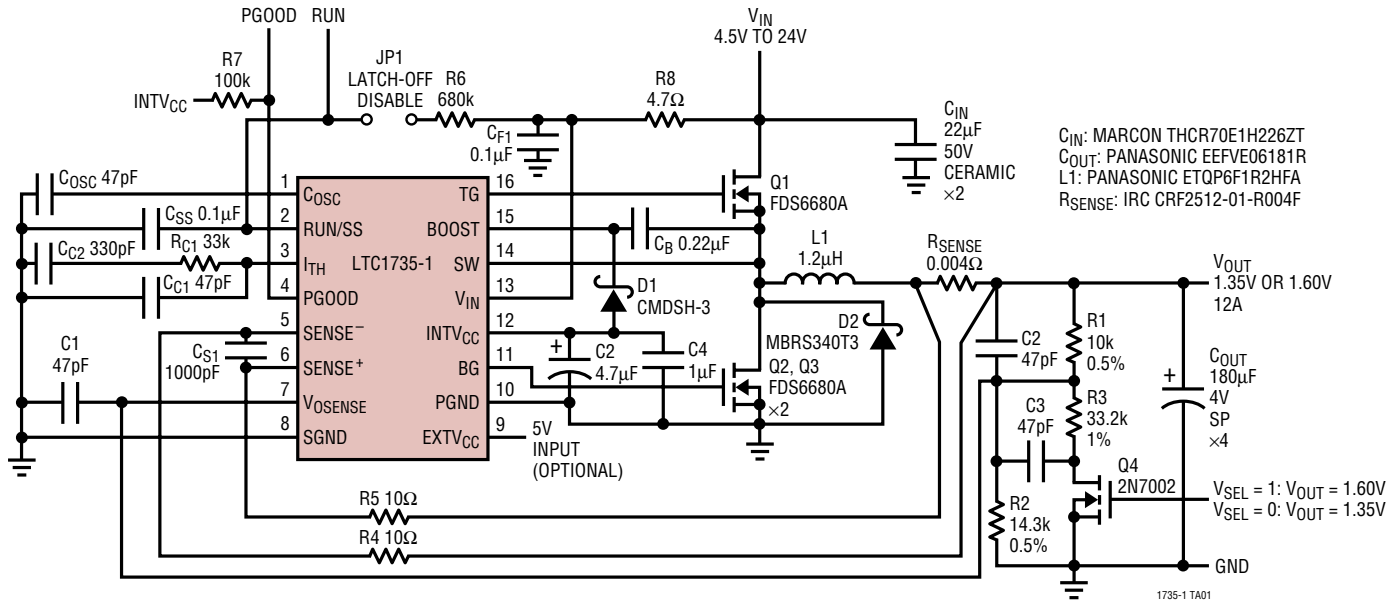 PGOOD RUN
V_IN
4.5V TO 24V
R7
100k
INTV_CC
JP1
LATCH-OFF
DISABLE
R6
680k
R8
4.7Ω
C_F1
0.1µF
C_IN
22µF
50V
CERAMIC
×2
C_IN: MARCON THCR70E1H226ZT
C_OUT: PANASONIC EEFVE06181R
L1: PANASONIC ETQP6F1R2HFA
R_SENSE: IRC CRF2512-01-R004F
C_OSC 47pF
C_SS 0.1µF
C_C2 330pF
R_C1 33k
C_C1 47pF
C1
47pF
C_S1
1000pF
1
2
3
4
5
6
7
8
C_OSC
RUN/SS
I_TH
PGOOD
SENSE⁻
SENSE⁺
V_OSENSE
SGND
LTC1735-1
TG
BOOST
SW
V_IN
INTV_CC
BG
PGND
EXTV_CC
16
15
14
13
12
11
10
9
5V
INPUT
(OPTIONAL)
Q1
FDS6680A
C_B 0.22µF
D1
CMDSH-3
+
C2
4.7µF
C4
1µF
L1
1.2µH
R_SENSE
0.004Ω
D2
MBRS340T3
Q2, Q3
FDS6680A
×2
V_OUT
1.35V OR 1.60V
12A
C2
47pF
R1
10k
0.5%
R3
33.2k
1%
C3
47pF
R2
14.3k
0.5%
+
C_OUT
180µF
4V
SP
×4
Q4
2N7002
V_SEL = 1: V_OUT = 1.60V
V_SEL = 0: V_OUT = 1.35V
GND
R5 10Ω
R4 10Ω
1735-1 TA01